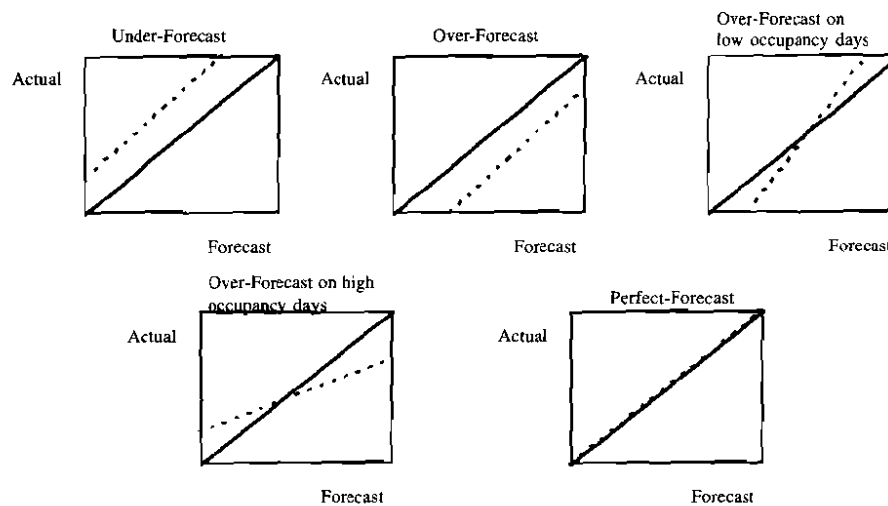 Under-Forecast
Over-Forecast
Over-Forecast on
low occupancy days
Actual
Actual
Actual
Forecast
Forecast
Forecast
Over-Forecast on high
occupancy days
Perfect-Forecast
Actual
Actual
Forecast
Forecast